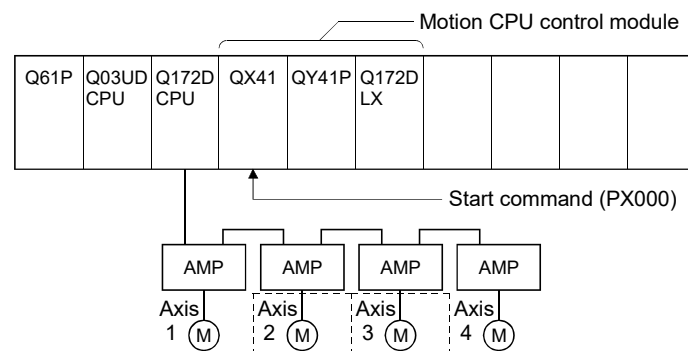 Motion CPU control module
Q61P
Q03UD
CPU
Q172D
CPU
QX41
QY41P
Q172D
LX
Start command (PX000)
AMP
AMP
AMP
AMP
Axis
1
M
Axis
2
M
Axis
3
M
Axis
4
M